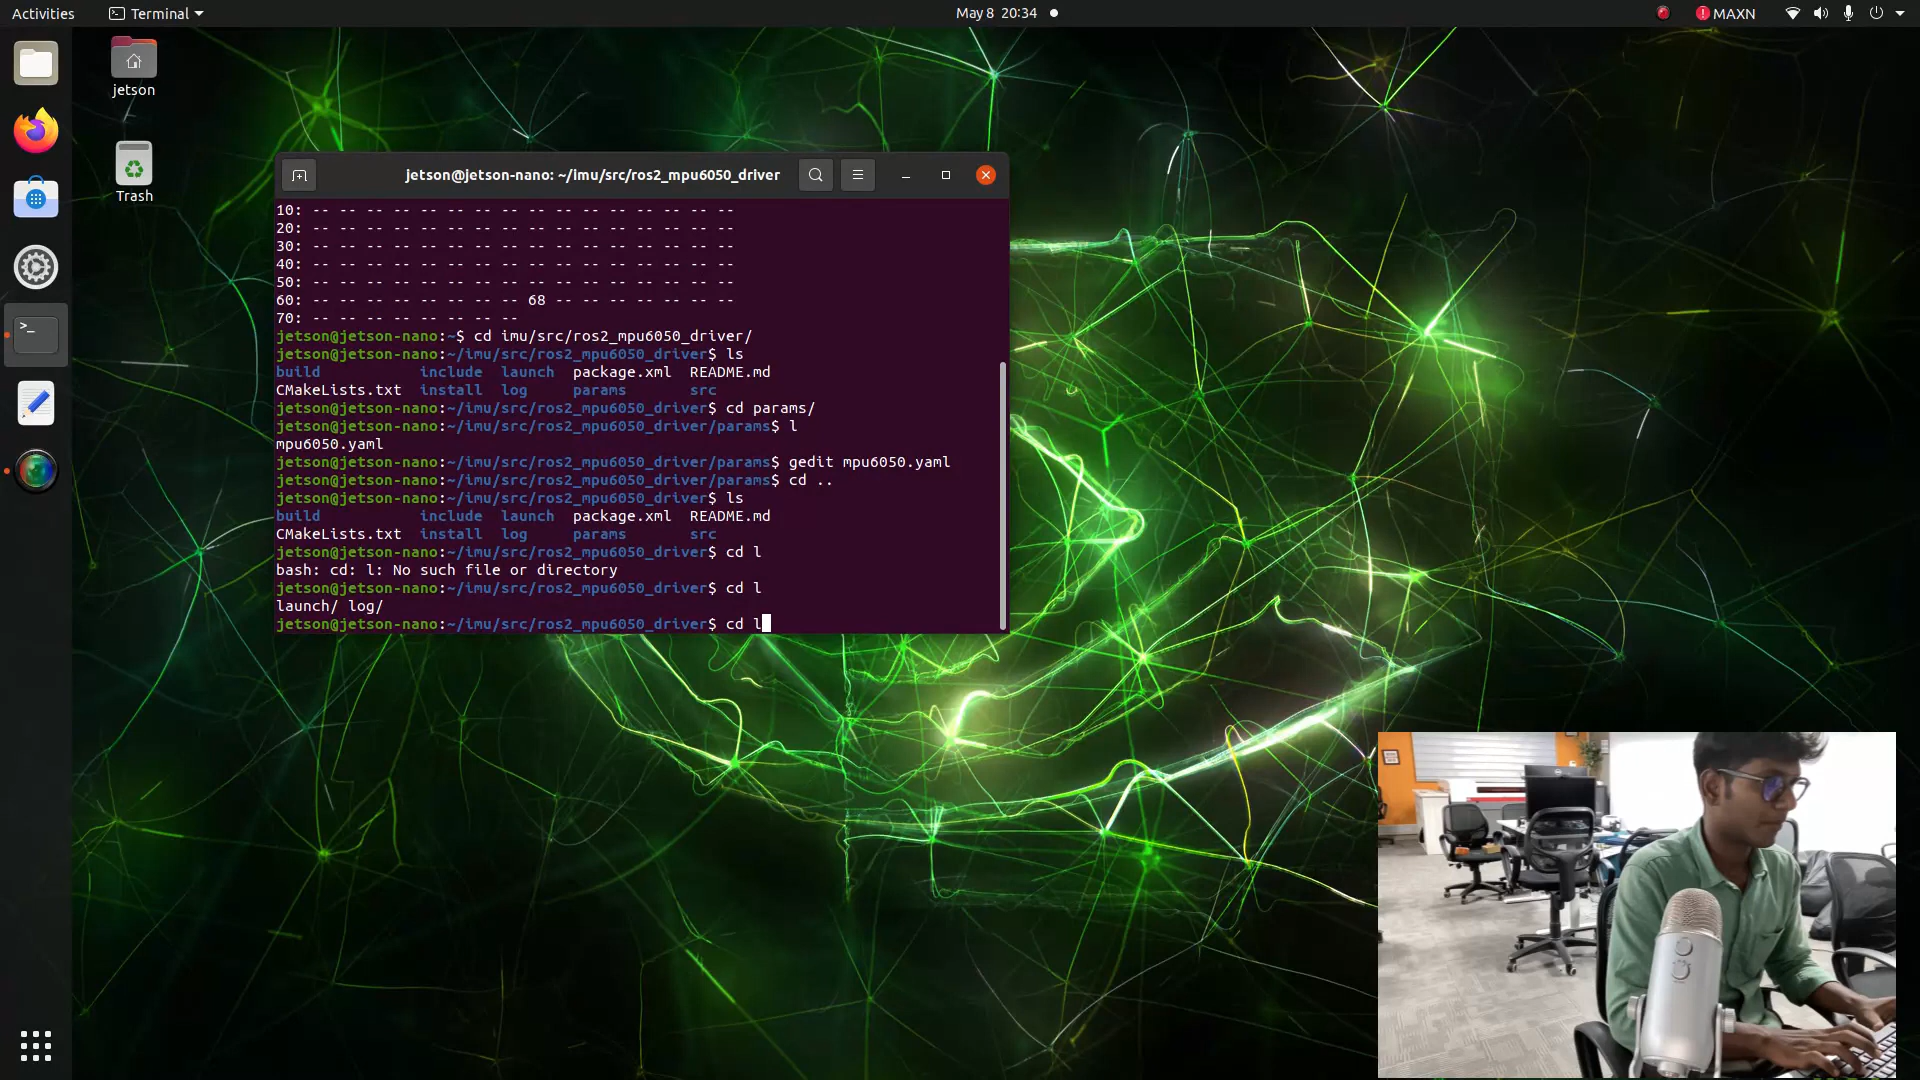 Activities
Terminal
May 8 20:34
MAXN
jetson
Trash
jetson@jetson-nano: ~/imu/src/ros2_mpu6050_driver
10: -- -- -- -- -- -- -- -- -- -- -- -- -- -- -- --
20: -- -- -- -- -- -- -- -- -- -- -- -- -- -- -- --
30: -- -- -- -- -- -- -- -- -- -- -- -- -- -- -- --
40: -- -- -- -- -- -- -- -- -- -- -- -- -- -- -- --
50: -- -- -- -- -- -- -- -- -- -- -- -- -- -- -- --
60: -- -- -- -- -- -- -- -- 68 -- -- -- -- -- -- --
70: -- -- -- -- -- -- -- --
jetson@jetson-nano:~$ cd imu/src/ros2_mpu6050_driver/
jetson@jetson-nano:~/imu/src/ros2_mpu6050_driver$ ls
build include launch package.xml README.md
CMakeLists.txt install log params src
jetson@jetson-nano:~/imu/src/ros2_mpu6050_driver$ cd params/
jetson@jetson-nano:~/imu/src/ros2_mpu6050_driver/params$ l
mpu6050.yaml
jetson@jetson-nano:~/imu/src/ros2_mpu6050_driver/params$ gedit mpu6050.yaml
jetson@jetson-nano:~/imu/src/ros2_mpu6050_driver/params$ cd ..
jetson@jetson-nano:~/imu/src/ros2_mpu6050_driver$ ls
build include launch package.xml README.md
CMakeLists.txt install log params src
jetson@jetson-nano:~/imu/src/ros2_mpu6050_driver$ cd l
bash: cd: l: No such file or directory
jetson@jetson-nano:~/imu/src/ros2_mpu6050_driver$ cd l
launch/ log/
jetson@jetson-nano:~/imu/src/ros2_mpu6050_driver$ cd l